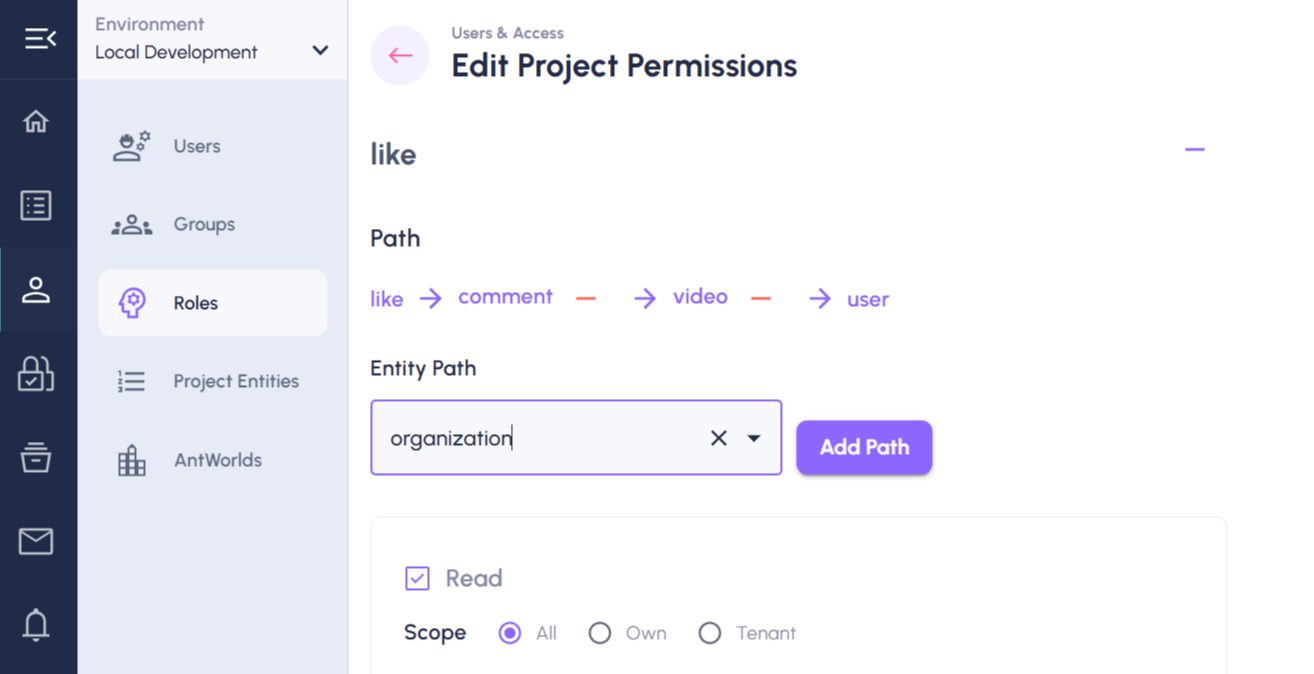 Environment
Local Development
Users & Access
Edit Project Permissions
Users
Groups
Roles
Project Entities
AntWorlds
like
Path
like → comment — → video — → user
Entity Path
organization
Add Path
Read
Scope All Own Tenant